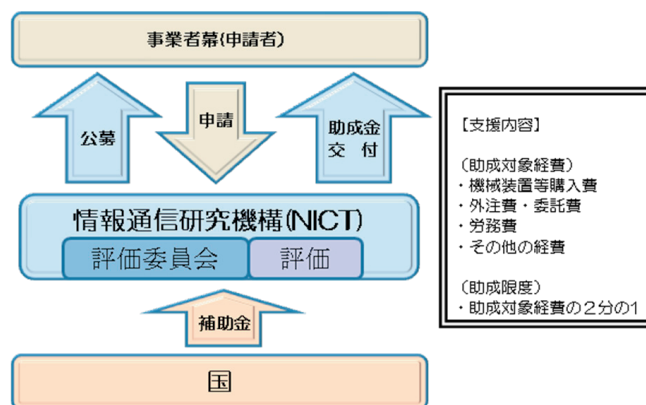 事業者幕(申請者)
公募
申請
助成金
交 付
情報通信研究機構(NICT)
評価委員会
評価
補助金
国
【支援内容】
(助成対象経費)
・機械装置等購入費
・外注費・委託費
・労務費
・その他の経費
(助成限度)
・助成対象経費の2分の1